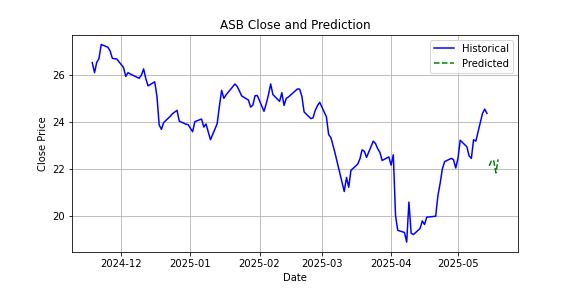 ASB Close and Prediction
Historical
Predicted
26
24
22
20
Close Price
2024-12
2025-01
2025-02
2025-03
2025-04
2025-05
Date